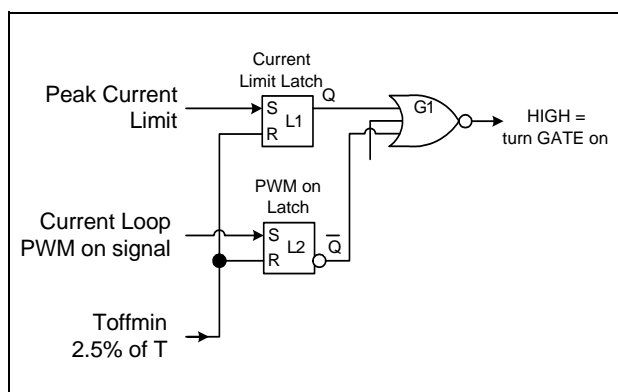 Current
Limit Latch
Q
Peak Current
Limit
S
L1
R
G1
HIGH =
turn GATE on
PWM on
Latch
Current Loop
PWM on signal
S
L2
R
Q̅
Toffmin
2.5% of T